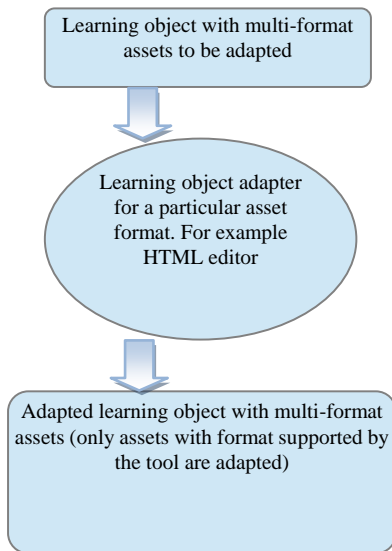 Learning object with multi-format
assets to be adapted
Learning object adapter
for a particular asset
format. For example
HTML editor
Adapted learning object with multi-format
assets (only assets with format supported by
the tool are adapted)